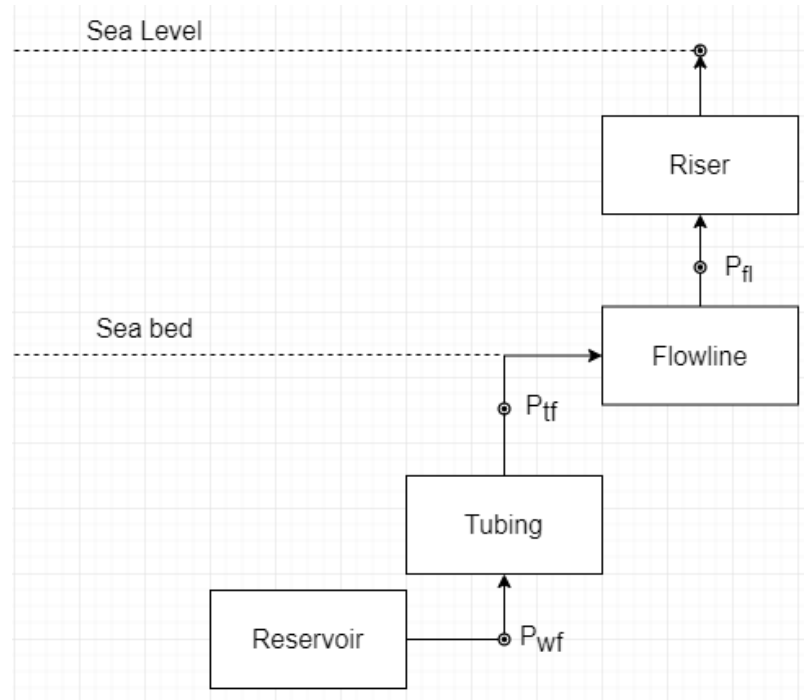 Sea Level
Riser
Pfl
Sea bed
Flowline
Ptf
Tubing
Reservoir
Pwf